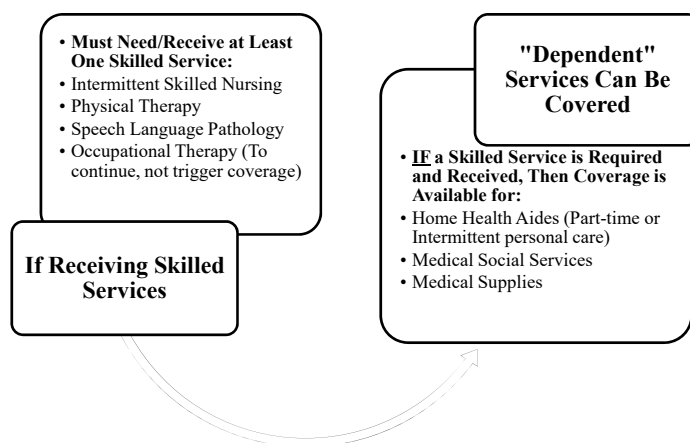 • Must Need/Receive at Least
One Skilled Service:
• Intermittent Skilled Nursing
• Physical Therapy
• Speech Language Pathology
• Occupational Therapy (To
continue, not trigger coverage)
If Receiving Skilled
Services
"Dependent"
Services Can Be
Covered
• IF a Skilled Service is Required
and Received, Then Coverage is
Available for:
• Home Health Aides (Part-time or
Intermittent personal care)
• Medical Social Services
• Medical Supplies